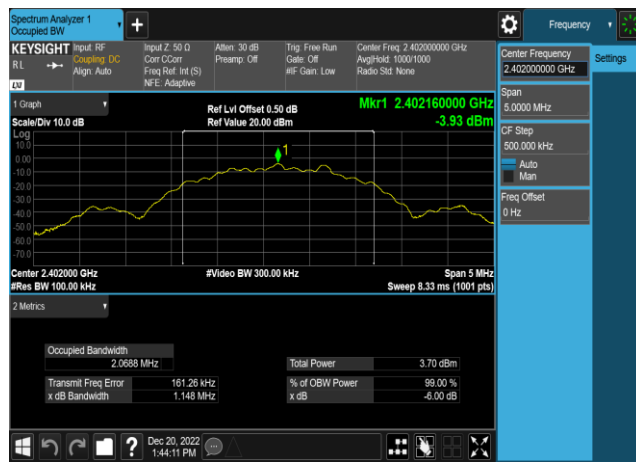 Spectrum Analyzer 1
Occupied BW
Frequency
KEYSIGHT
Input: RF
Coupling: DC
Align: Auto
Input Z: 50 Ω
Corr CCorr
Freq Ref: Int (S)
NFE: Adaptive
Atten: 30 dB
Preamp: Off
Trig: Free Run
Gate: Off
#IF Gain: Low
Center Freq: 2.402000000 GHz
Avg|Hold: 1000/1000
Radio Std: None
RL
LXI
1 Graph
Scale/Div 10.0 dB
Ref Lvl Offset 0.50 dB
Ref Value 20.00 dBm
Mkr1 2.402160000 GHz
-3.93 dBm
Log
10.0
0.00
-10.0
-20.0
-30.0
-40.0
-50.0
-60.0
-70.0
1
Center 2.402000 GHz
#Res BW 100.00 kHz
#Video BW 300.00 kHz
Span 5 MHz
Sweep 8.33 ms (1001 pts)
2 Metrics
Occupied Bandwidth
2.0688 MHz
Total Power 3.70 dBm
Transmit Freq Error 161.26 kHz
% of OBW Power 99.00 %
x dB Bandwidth 1.148 MHz
x dB -6.00 dB
Dec 20, 2022
1:44:11 PM
Center Frequency
2.402000000 GHz
Settings
Span
5.0000 MHz
CF Step
500.000 kHz
Auto
Man
Freq Offset
0 Hz